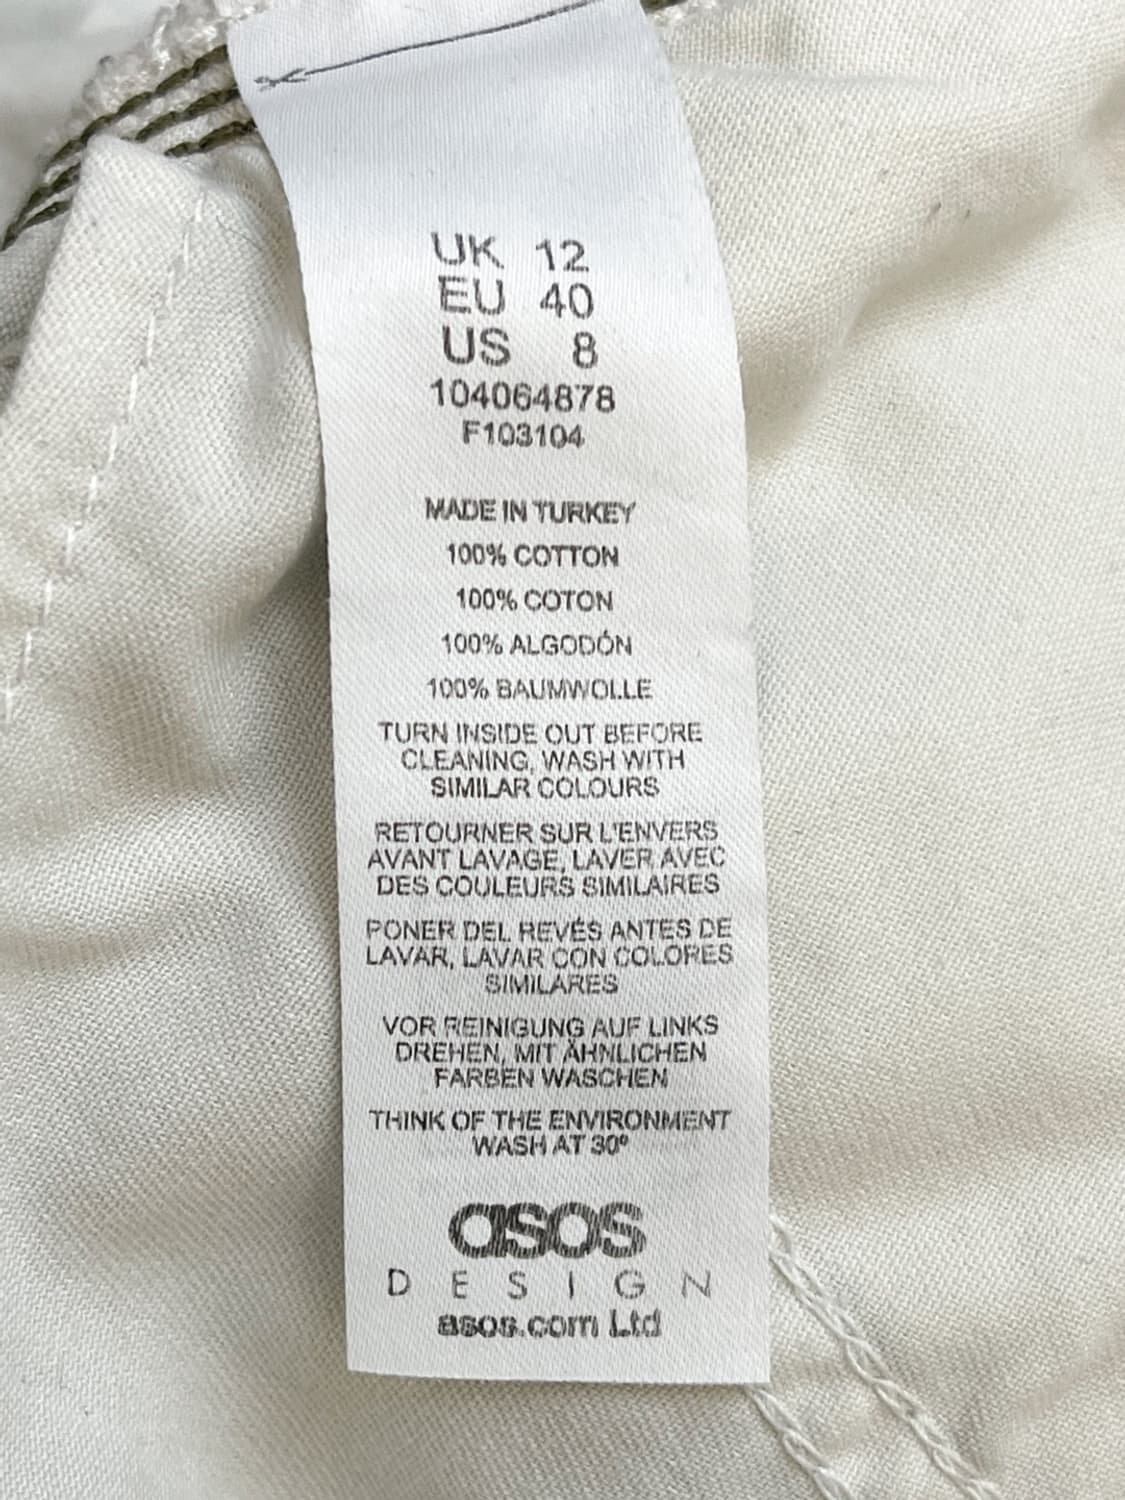 UK 12
EU 40
US 8
104064878
F103104
MADE IN TURKEY
100% COTTON
100% COTON
100% ALGODÓN
100% BAUMWOLLE
TURN INSIDE OUT BEFORE
CLEANING, WASH WITH
SIMILAR COLOURS
RETOURNER SUR L'ENVERS
AVANT LAVAGE, LAVER AVEC
DES COULEURS SIMILAIRES
PONER DEL REVÉS ANTES DE
LAVAR, LAVAR CON COLORES
SIMILARES
VOR REINIGUNG AUF LINKS
DREHEN, MIT ÄHNLICHEN
FARBEN WASCHEN
THINK OF THE ENVIRONMENT
WASH AT 30°
asos
DESIGN
asos.com Ltd